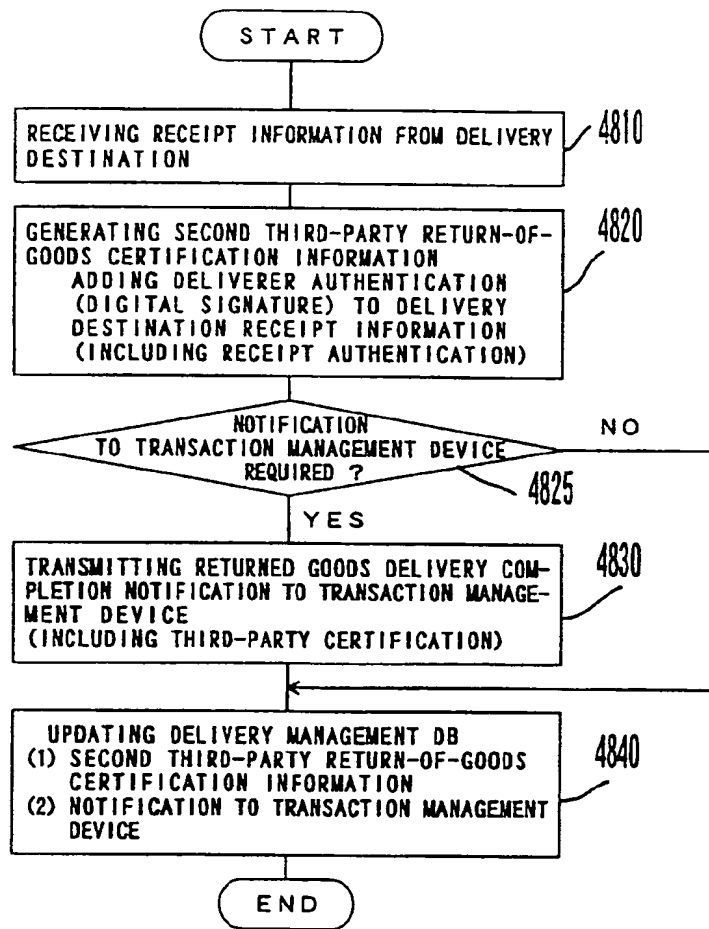 START
RECEIVING RECEIPT INFORMATION FROM DELIVERY
DESTINATION
4810
GENERATING SECOND THIRD-PARTY RETURN-OF-
GOODS CERTIFICATION INFORMATION
ADDING DELIVERER AUTHENTICATION
(DIGITAL SIGNATURE) TO DELIVERY
DESTINATION RECEIPT INFORMATION
(INCLUDING RECEIPT AUTHENTICATION)
4820
NOTIFICATION
TO TRANSACTION MANAGEMENT DEVICE
REQUIRED ?
NO
4825
YES
TRANSMITTING RETURNED GOODS DELIVERY COM-
PLETION NOTIFICATION TO TRANSACTION MANAGE-
MENT DEVICE
(INCLUDING THIRD-PARTY CERTIFICATION)
4830
UPDATING DELIVERY MANAGEMENT DB
(1) SECOND THIRD-PARTY RETURN-OF-GOODS
CERTIFICATION INFORMATION
(2) NOTIFICATION TO TRANSACTION MANAGEMENT
DEVICE
4840
END